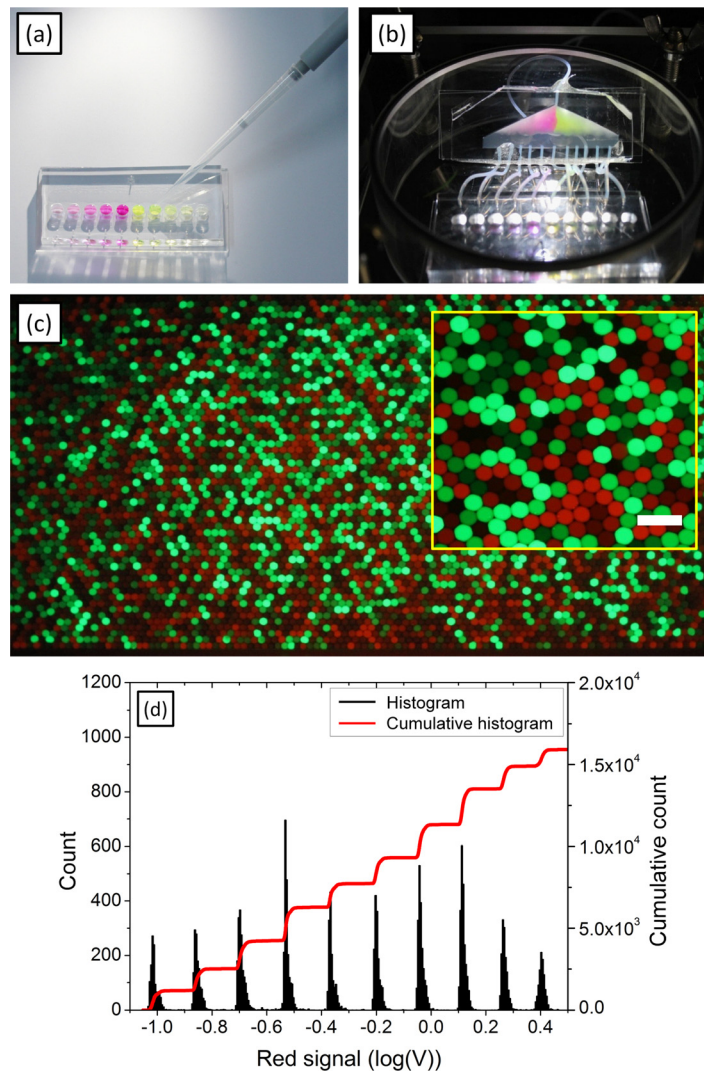 (a)
(b)
(c)
(d)
Histogram
Cumulative histogram
1200
1000
800
600
400
200
0
Count
2.0x10⁴
1.5x10⁴
1.0x10⁴
5.0x10³
0.0
Cumulative count
-1.0 -0.8 -0.6 -0.4 -0.2 0.0 0.2 0.4
Red signal (log(V))